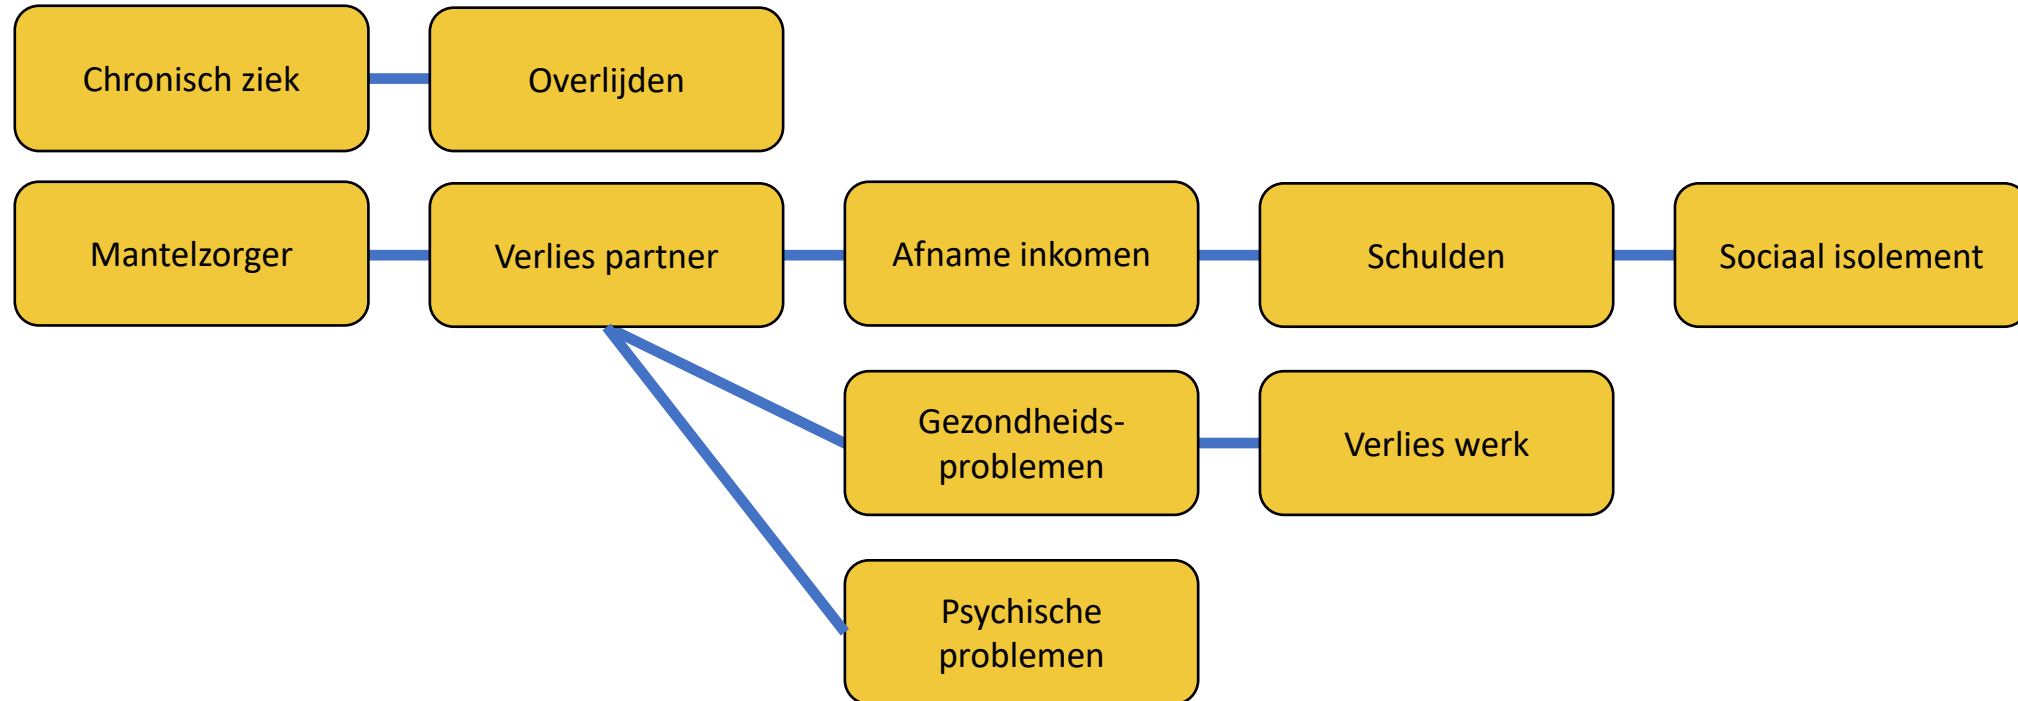 Chronisch ziek
Overlijden
Mantelzorger
Verlies partner
Afname inkomen
Schulden
Sociaal isolement
Gezondheids-
problemen
Verlies werk
Psychische
problemen